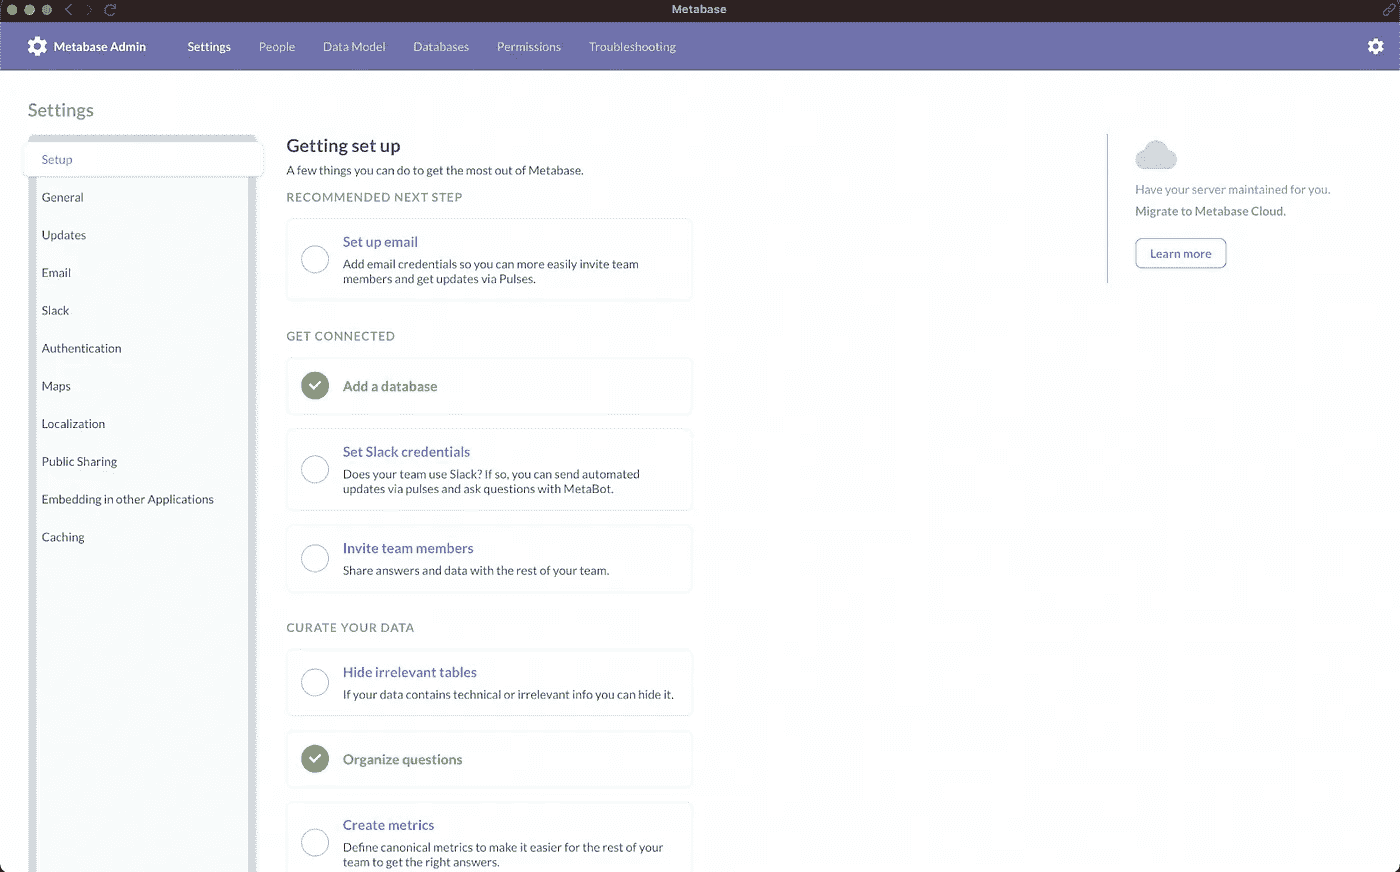 Metabase
Metabase Admin
Settings
People
Data Model
Databases
Permissions
Troubleshooting
Settings
Setup
General
Updates
Email
Slack
Authentication
Maps
Localization
Public Sharing
Embedding in other Applications
Caching
Getting set up
A few things you can do to get the most out of Metabase.
RECOMMENDED NEXT STEP
Set up email
Add email credentials so you can more easily invite team
members and get updates via Pulses.
GET CONNECTED
Add a database
Set Slack credentials
Does your team use Slack? If so, you can send automated
updates via pulses and ask questions with MetaBot.
Invite team members
Share answers and data with the rest of your team.
CURATE YOUR DATA
Hide irrelevant tables
If your data contains technical or irrelevant info you can hide it.
Organize questions
Create metrics
Define canonical metrics to make it easier for the rest of your
team to get the right answers.
Have your server maintained for you.
Migrate to Metabase Cloud.
Learn more